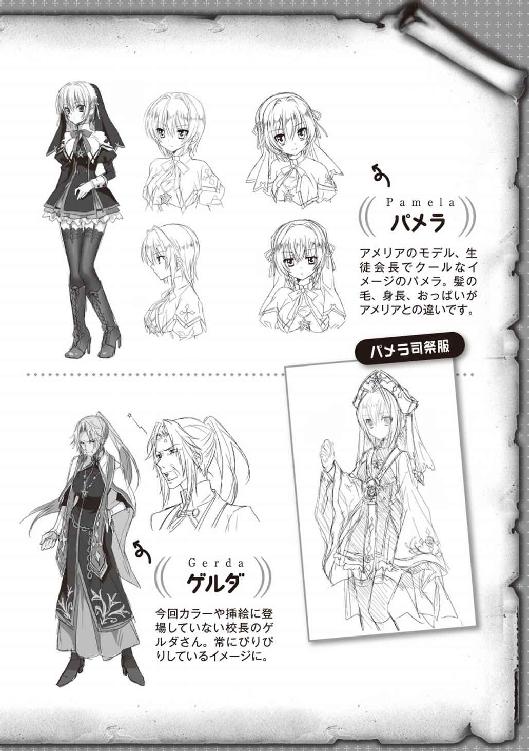 Pamela
パメラ
アメリアのモデル、生
徒会長でクールなイ
メージのパメラ。髪の
毛、身長、おっぱいが
アメリアとの違いです。
パメラ司祭服
Gerda
ゲルダ
今回カラーや挿絵に登
場していない校長のゲ
ルダさん。常にぴりぴ
りしているイメージに。